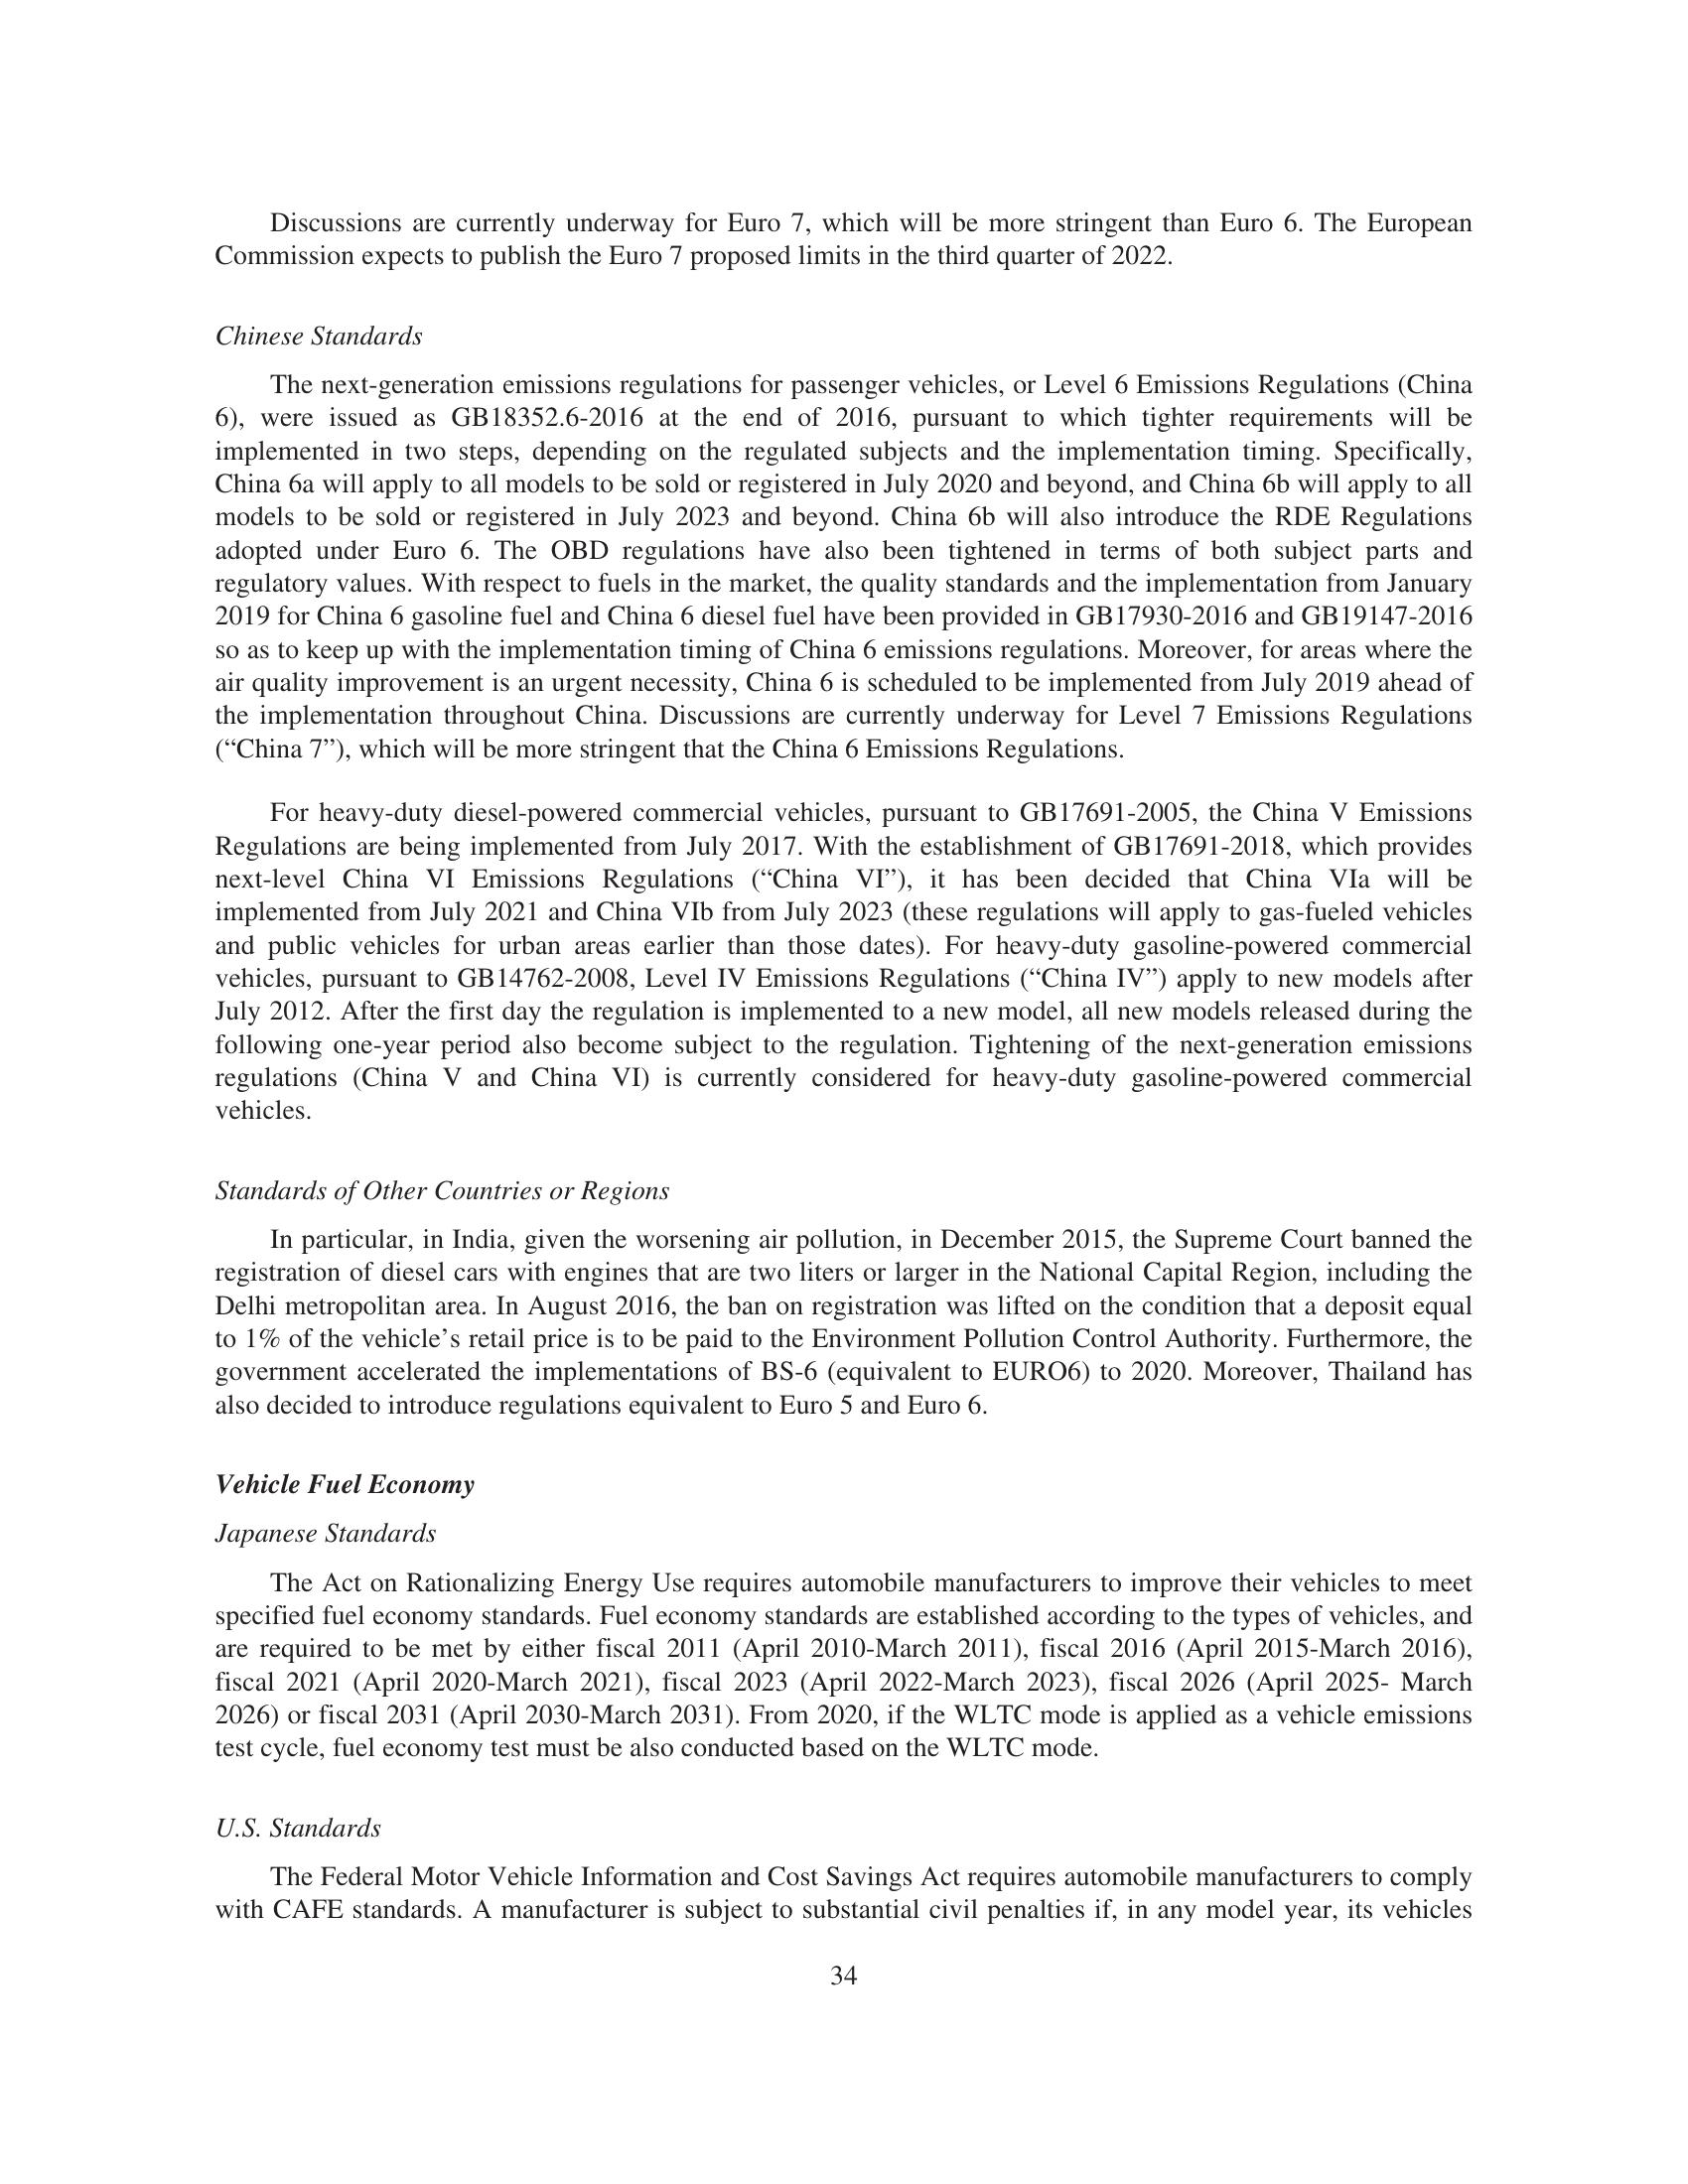 Discussions are currently underway for Euro 7, which will be more stringent than Euro 6. The European
Commission expects to publish the Euro 7 proposed limits in the third quarter of 2022.
Chinese Standards
The next-generation emissions regulations for passenger vehicles, or Level 6 Emissions Regulations (China
6), were issued as GB18352.6-2016 at the end of 2016, pursuant to which tighter requirements will be
implemented in two steps, depending on the regulated subjects and the implementation timing. Specifically,
China 6a will apply to all models to be sold or registered in July 2020 and beyond, and China 6b will apply to all
models to be sold or registered in July 2023 and beyond. China 6b will also introduce the RDE Regulations
adopted under Euro 6. The OBD regulations have also been tightened in terms of both subject parts and
regulatory values. With respect to fuels in the market, the quality standards and the implementation from January
2019 for China 6 gasoline fuel and China 6 diesel fuel have been provided in GB17930-2016 and GB19147-2016
so as to keep up with the implementation timing of China 6 emissions regulations. Moreover, for areas where the
air quality improvement is an urgent necessity, China 6 is scheduled to be implemented from July 2019 ahead of
the implementation throughout China. Discussions are currently underway for Level 7 Emissions Regulations
(“China 7”), which will be more stringent that the China 6 Emissions Regulations.
For heavy-duty diesel-powered commercial vehicles, pursuant to GB17691-2005, the China V Emissions
Regulations are being implemented from July 2017. With the establishment of GB17691-2018, which provides
next-level China VI Emissions Regulations (“China VI”), it has been decided that China VIa will be
implemented from July 2021 and China VIb from July 2023 (these regulations will apply to gas-fueled vehicles
and public vehicles for urban areas earlier than those dates). For heavy-duty gasoline-powered commercial
vehicles, pursuant to GB14762-2008, Level IV Emissions Regulations (“China IV”) apply to new models after
July 2012. After the first day the regulation is implemented to a new model, all new models released during the
following one-year period also become subject to the regulation. Tightening of the next-generation emissions
regulations (China V and China VI) is currently considered for heavy-duty gasoline-powered commercial
vehicles.
Standards of Other Countries or Regions
In particular, in India, given the worsening air pollution, in December 2015, the Supreme Court banned the
registration of diesel cars with engines that are two liters or larger in the National Capital Region, including the
Delhi metropolitan area. In August 2016, the ban on registration was lifted on the condition that a deposit equal
to 1% of the vehicle’s retail price is to be paid to the Environment Pollution Control Authority. Furthermore, the
government accelerated the implementations of BS-6 (equivalent to EURO6) to 2020. Moreover, Thailand has
also decided to introduce regulations equivalent to Euro 5 and Euro 6.
Vehicle Fuel Economy
Japanese Standards
The Act on Rationalizing Energy Use requires automobile manufacturers to improve their vehicles to meet
specified fuel economy standards. Fuel economy standards are established according to the types of vehicles, and
are required to be met by either fiscal 2011 (April 2010-March 2011), fiscal 2016 (April 2015-March 2016),
fiscal 2021 (April 2020-March 2021), fiscal 2023 (April 2022-March 2023), fiscal 2026 (April 2025- March
2026) or fiscal 2031 (April 2030-March 2031). From 2020, if the WLTC mode is applied as a vehicle emissions
test cycle, fuel economy test must be also conducted based on the WLTC mode.
U.S. Standards
The Federal Motor Vehicle Information and Cost Savings Act requires automobile manufacturers to comply
with CAFE standards. A manufacturer is subject to substantial civil penalties if, in any model year, its vehicles
34